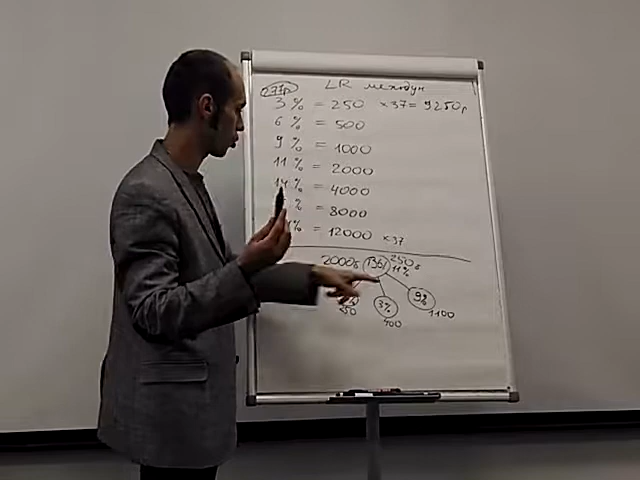 LR междун
3% = 250 ×37= 9250р
6% = 500
9% = 1000
11% = 2000
14% = 4000
% = 8000
% = 12000 ×37
2000б 250б
11%
3% 9%
400 1100